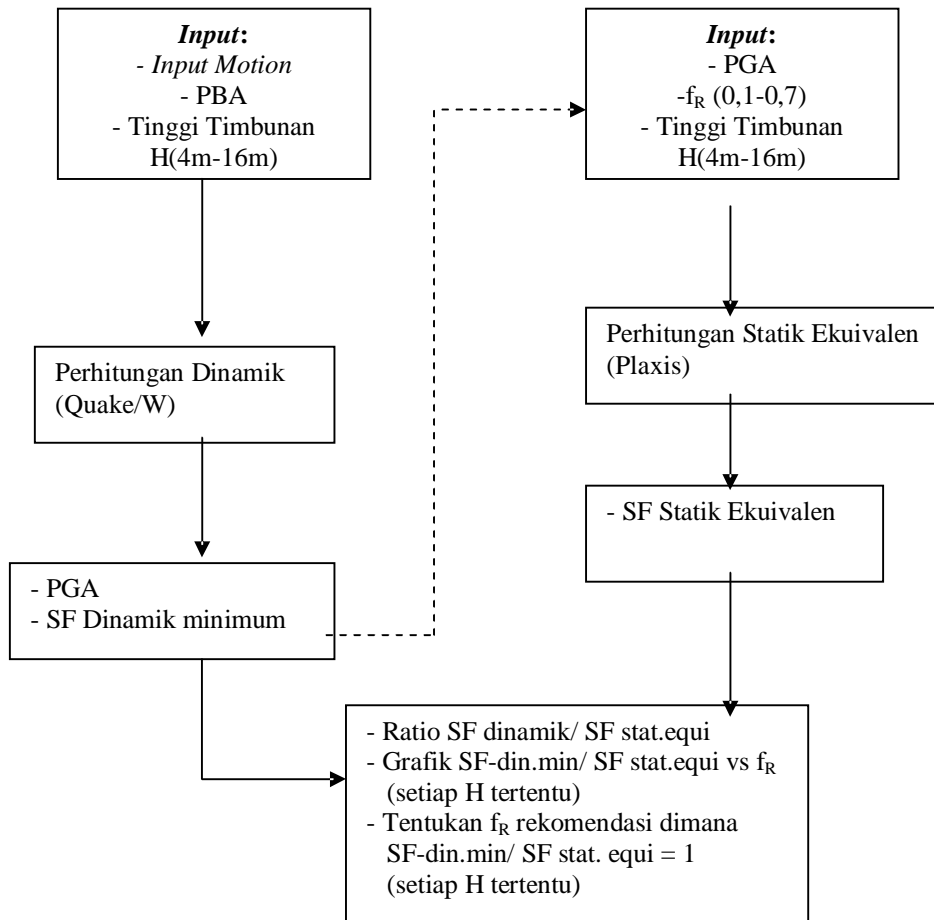 Input:
- Input Motion
- PBA
- Tinggi Timbunan
H(4m-16m)
Perhitungan Dinamik
(Quake/W)
- PGA
- SF Dinamik minimum
Input:
- PGA
-fR (0,1-0,7)
- Tinggi Timbunan
H(4m-16m)
Perhitungan Statik Ekuivalen
(Plaxis)
- SF Statik Ekuivalen
- Ratio SF dinamik/ SF stat.equi
- Grafik SF-din.min/ SF stat.equi vs fR
(setiap H tertentu)
- Tentukan fR rekomendasi dimana
SF-din.min/ SF stat. equi = 1
(setiap H tertentu)